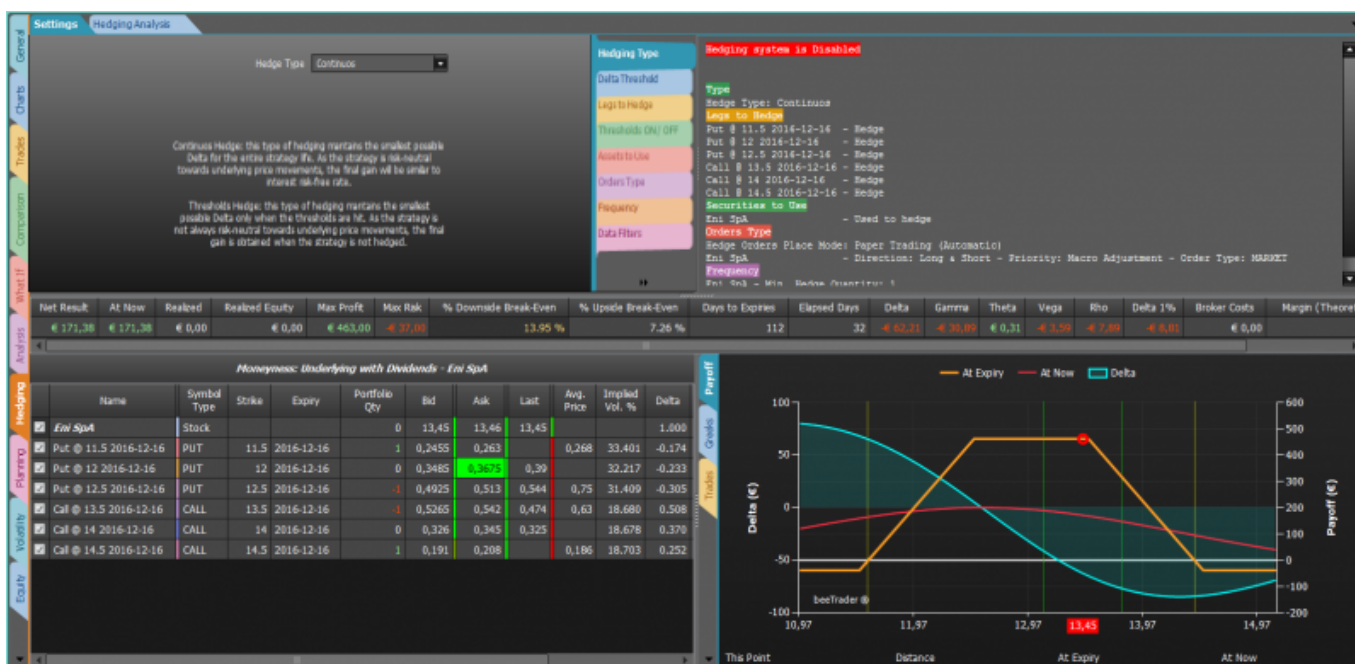 Settings Hedging Analysis
General
Charts
Trades
Comparison
What If
Analysis
Hedging
Planning
Volatility
Equity
Hedge Type Continuos
Continuos Hedge: this type of hedging mantains the smallest possible
Delta for the entire strategy life. As the strategy is risk-neutral
towards underlying price movements, the final gain will be similar to
interest risk-free rate.
Thresholds Hedge: this type of hedging mantains the smallest
possible Delta only when the thresholds are hit. As the strategy is
not always risk-neutral towards underlying price movements, the final
gain is obtained when the strategy is not hedged.
Hedging Type
Delta Threshold
Legs to Hedge
Thresholds ON/ OFF
Assets to Use
Orders Type
Frequency
Data Filters
Hedging system is Disabled
Type
Hedge Type: Continuos
Legs to Hedge
Put @ 11.5 2016-12-16 - Hedge
Put @ 12 2016-12-16 - Hedge
Put @ 12.5 2016-12-16 - Hedge
Call @ 13.5 2016-12-16 - Hedge
Call @ 14 2016-12-16 - Hedge
Call @ 14.5 2016-12-16 - Hedge
Securities to Use
Eni SpA - Used to hedge
Orders Type
Hedge Orders Place Mode: Paper Trading (Automatic)
Eni SpA - Direction: Long & Short - Priority: Macro Adjustment - Order Type: MARKET
Frequency
Eni SpA - Min. Hedge Quantity: 1
Net Result At Now Realized Realized Equity Max Profit Max Risk % Downside Break-Even % Upside Break-Even Days to Expiries Elapsed Days Delta Gamma Theta Vega Rho Delta 1% Broker Costs Margin (Theoret
€ 171,38 € 171,38 € 0,00 € 0,00 € 463,00 -€ 37,00 13.95 % 7.26 % 112 32 -€ 62,21 -€ 30,89 € 0,31 -€ 3,59 -€ 7,69 € 0,00
Moneyness: Underlying with Dividends - Eni SpA
Name Symbol Type Strike Expiry Portfolio Qty Bid Ask Last Avg. Price Implied Vol. % Delta
Eni SpA Stock 0 13,45 13,46 13,45 1.000
Put @ 11.5 2016-12-16 PUT 11.5 2016-12-16 1 0,2455 0,263 0,268 33.401 -0.174
Put @ 12 2016-12-16 PUT 12 2016-12-16 0 0,3485 0,3675 0,39 32.217 -0.233
Put @ 12.5 2016-12-16 PUT 12.5 2016-12-16 -1 0,4925 0,513 0,544 0,75 31.409 -0.305
Call @ 13.5 2016-12-16 CALL 13.5 2016-12-16 -1 0,5265 0,542 0,474 0,63 18.680 0.508
Call @ 14 2016-12-16 CALL 14 2016-12-16 0 0,326 0,345 0,325 18.678 0.370
Call @ 14.5 2016-12-16 CALL 14.5 2016-12-16 1 0,191 0,208 0,186 18.703 0.252
Payoff
Greeks
Trades
At Expiry At Now Delta
100
50
0
-50
-100
Delta (€)
600
500
400
300
200
100
0
-100
-200
Payoff (€)
beeTrader ®
10,97 11,97 12,97 13,45 13,97 14,97
This Point Distance At Expiry At Now